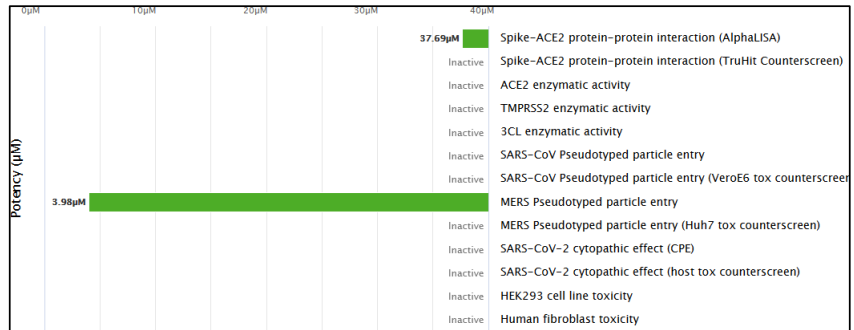 0μM 10μM 20μM 30μM 40μM
37.69μM Spike-ACE2 protein-protein interaction (AlphaLISA)
Inactive Spike-ACE2 protein-protein interaction (TruHit Counterscreen)
Inactive ACE2 enzymatic activity
Inactive TMPRSS2 enzymatic activity
Inactive 3CL enzymatic activity
Inactive SARS-CoV Pseudotyped particle entry
Inactive SARS-CoV Pseudotyped particle entry (VeroE6 tox counterscreen
3.98μM MERS Pseudotyped particle entry
Inactive MERS Pseudotyped particle entry (Huh7 tox counterscreen)
Inactive SARS-CoV-2 cytopathic effect (CPE)
Inactive SARS-CoV-2 cytopathic effect (host tox counterscreen)
Inactive HEK293 cell line toxicity
Inactive Human fibroblast toxicity
Potency (μM)